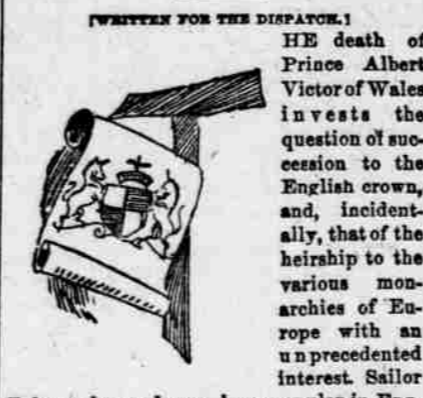 [WRITTEN FOR THE DISPATCH.]
HE death of
Prince Albert
Victor of Wales
invests the
question of suc-
cession to the
English crown,
and, incident-
ally, that of the
heirship to the
various mon-
archies of Eu-
rope with an
unprecedented
interest. Sailor